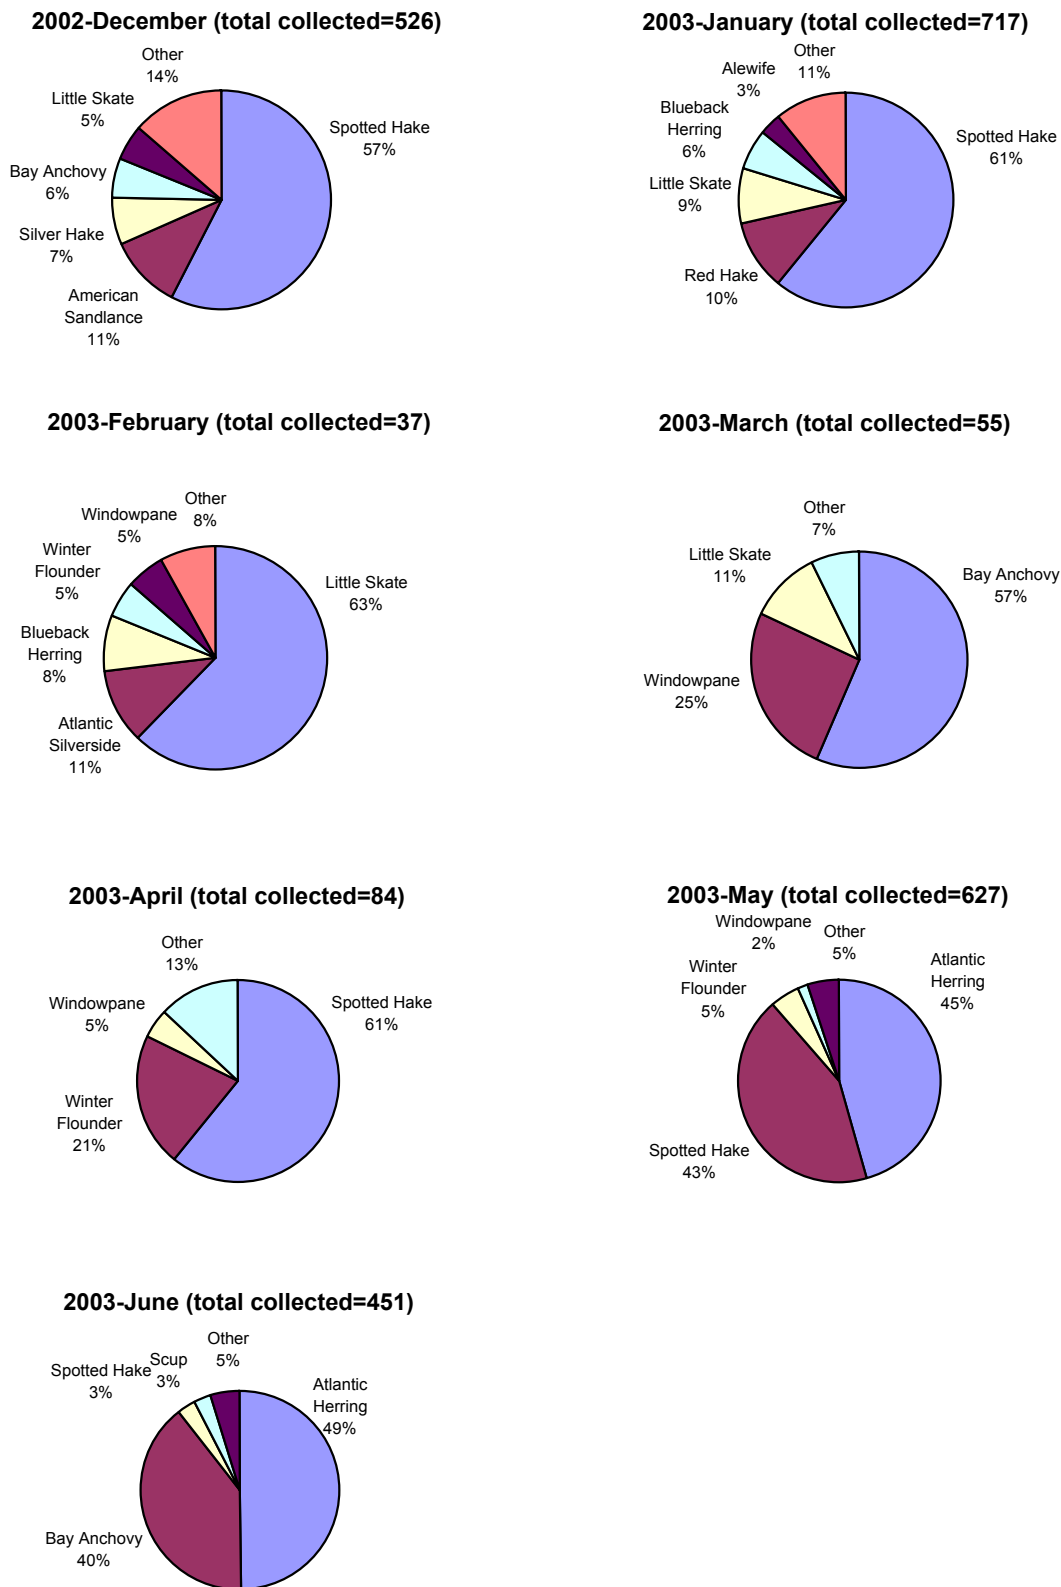 2002-December (total collected=526)
Other
14%
Little Skate
5%
Bay Anchovy
6%
Silver Hake
7%
American
Sandlance
11%
Spotted Hake
57%
2003-January (total collected=717)
Other
11%
Alewife
3%
Blueback
Herring
6%
Little Skate
9%
Red Hake
10%
Spotted Hake
61%
2003-February (total collected=37)
Other
8%
Windowpane
5%
Winter
Flounder
5%
Blueback
Herring
8%
Atlantic
Silverside
11%
Little Skate
63%
2003-March (total collected=55)
Other
7%
Little Skate
11%
Windowpane
25%
Bay Anchovy
57%
2003-April (total collected=84)
Other
13%
Windowpane
5%
Winter
Flounder
21%
Spotted Hake
61%
2003-May (total collected=627)
Windowpane
2%
Other
5%
Winter
Flounder
5%
Spotted Hake
43%
Atlantic
Herring
45%
2003-June (total collected=451)
Other
5%
Scup
3%
Spotted Hake
3%
Bay Anchovy
40%
Atlantic
Herring
49%